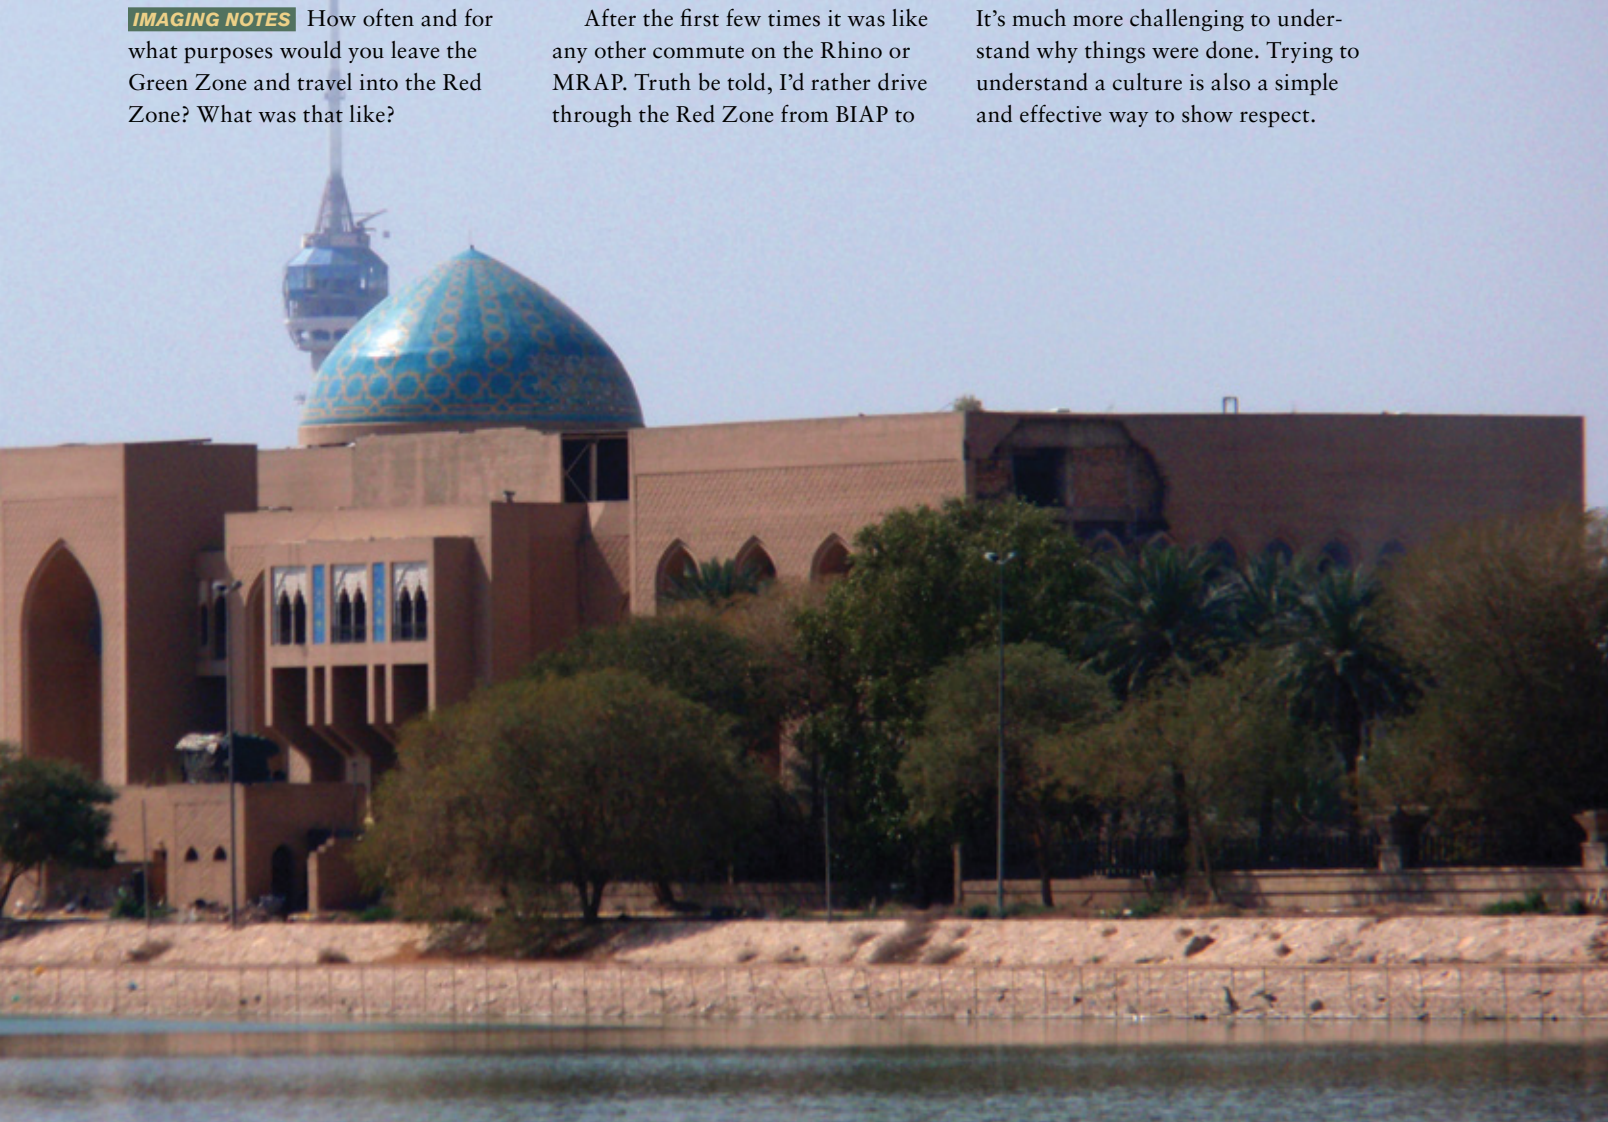 IMAGING NOTES How often and for
what purposes would you leave the
Green Zone and travel into the Red
Zone? What was that like?
After the first few times it was like
any other commute on the Rhino or
MRAP. Truth be told, I'd rather drive
through the Red Zone from BIAP to
It's much more challenging to under-
stand why things were done. Trying to
understand a culture is also a simple
and effective way to show respect.